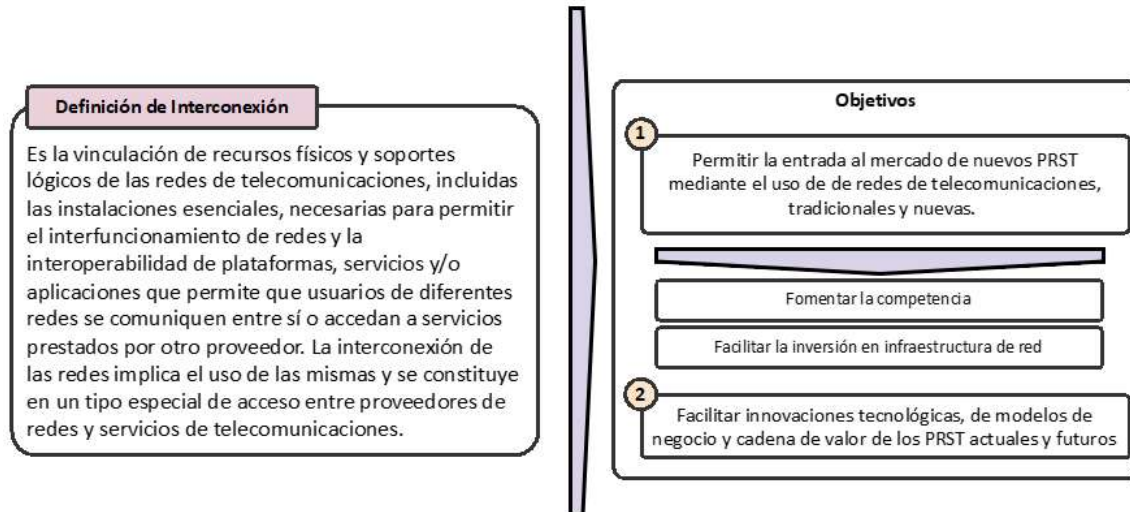 Definición de Interconexión
Es la vinculación de recursos físicos y soportes
lógicos de las redes de telecomunicaciones, incluidas
las instalaciones esenciales, necesarias para permitir
el interfuncionamiento de redes y la
interoperabilidad de plataformas, servicios y/o
aplicaciones que permite que usuarios de diferentes
redes se comuniquen entre sí o accedan a servicios
prestados por otro proveedor. La interconexión de
las redes implica el uso de las mismas y se constituye
en un tipo especial de acceso entre proveedores de
redes y servicios de telecomunicaciones.
Objetivos
1
Permitir la entrada al mercado de nuevos PRST
mediante el uso de de redes de telecomunicaciones,
tradicionales y nuevas.
Fomentar la competencia
Facilitar la inversión en infraestructura de red
2
Facilitar innovaciones tecnológicas, de modelos de
negocio y cadena de valor de los PRST actuales y futuros